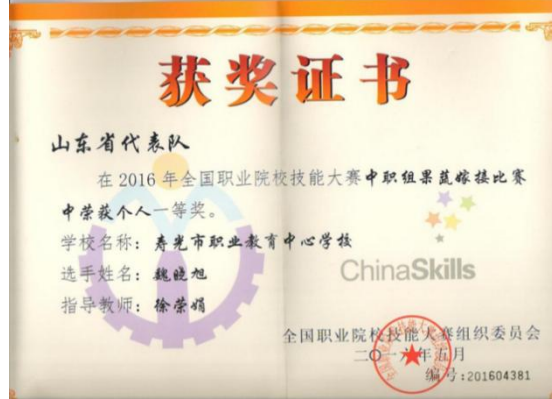 获奖证书
山东省代表队
在2016年全国职业院校技能大赛中职组果蔬嫁接比赛
中荣获个人一等奖。
学校名称：寿光市职业教育中心学校
选手姓名：魏晓旭
指导教师：徐荣娟
ChinaSkills
全国职业院校技能大赛组织委员会
二〇一六年五月
编号:201604381